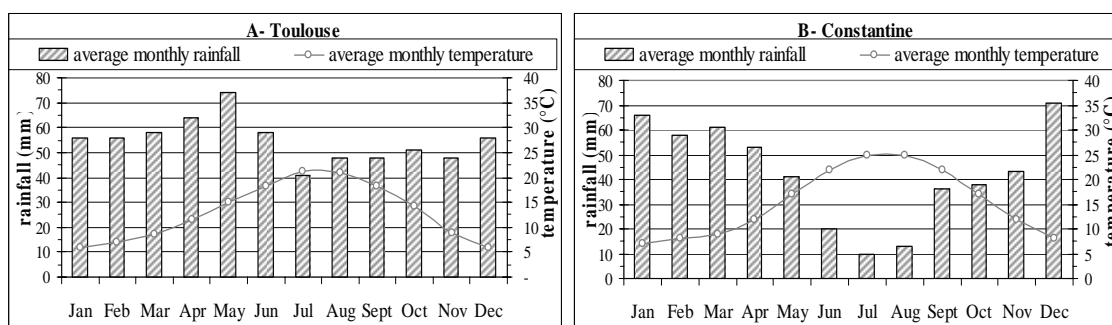 A- Toulouse
average monthly rainfall average monthly temperature
80 40
70 35
60 30
50 25
40 20
30 15
20 10
10 5
0 -
rainfall (mm)
temperature (°C)
Jan Feb Mar Apr May Jun Jul Aug Sept Oct Nov Dec
B- Constantine
average monthly rainfall average monthly temperature
80 40
70 35
60 30
50 25
40 20
30 15
20 10
10 5
0 0
rainfall (mm)
temperature (°C)
Jan Feb Mar Apr May Jun Jul Aug Sept Oct Nov Dec